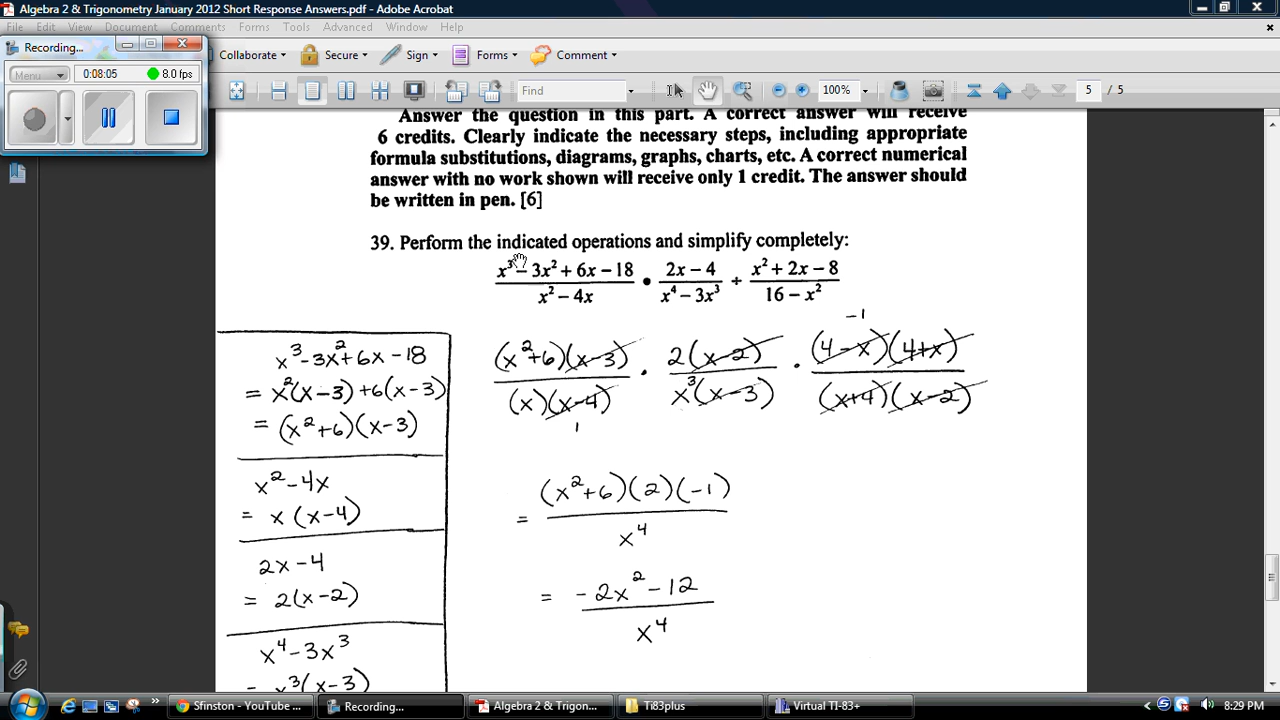 Algebra 2 & Trigonometry January 2012 Short Response Answers.pdf - Adobe Acrobat
File Edit View Document Comments Forms Tools Advanced Window Help
Recording...
Menu 0:08:05 8.0 fps
Collaborate Secure Sign Forms Comment
Find 100% 5 / 5
Answer the question in this part. A correct answer will receive
6 credits. Clearly indicate the necessary steps, including appropriate
formula substitutions, diagrams, graphs, charts, etc. A correct numerical
answer with no work shown will receive only 1 credit. The answer should
be written in pen. [6]
39. Perform the indicated operations and simplify completely:
x³ – 3x² + 6x – 18 2x – 4 x² + 2x – 8
• ÷
x² – 4x x⁴ – 3x³ 16 – x²
x³ - 3x² + 6x - 18
= x²(x-3) + 6(x-3)
= (x²+6)(x-3)
x² - 4x
= x(x-4)
2x - 4
= 2(x-2)
x⁴ - 3x³
= x³(x-3)
-1
(x²+6)(x-3) · 2(x-2) · (4-x)(4+x)
(x)(x-4) x³(x-3) (x+4)(x-2)
1
= (x²+6)(2)(-1)
x⁴
= -2x² - 12
x⁴
Sfinston - YouTube ... Recording... Algebra 2 & Trigon... Ti83plus Virtual TI-83+ 8:29 PM